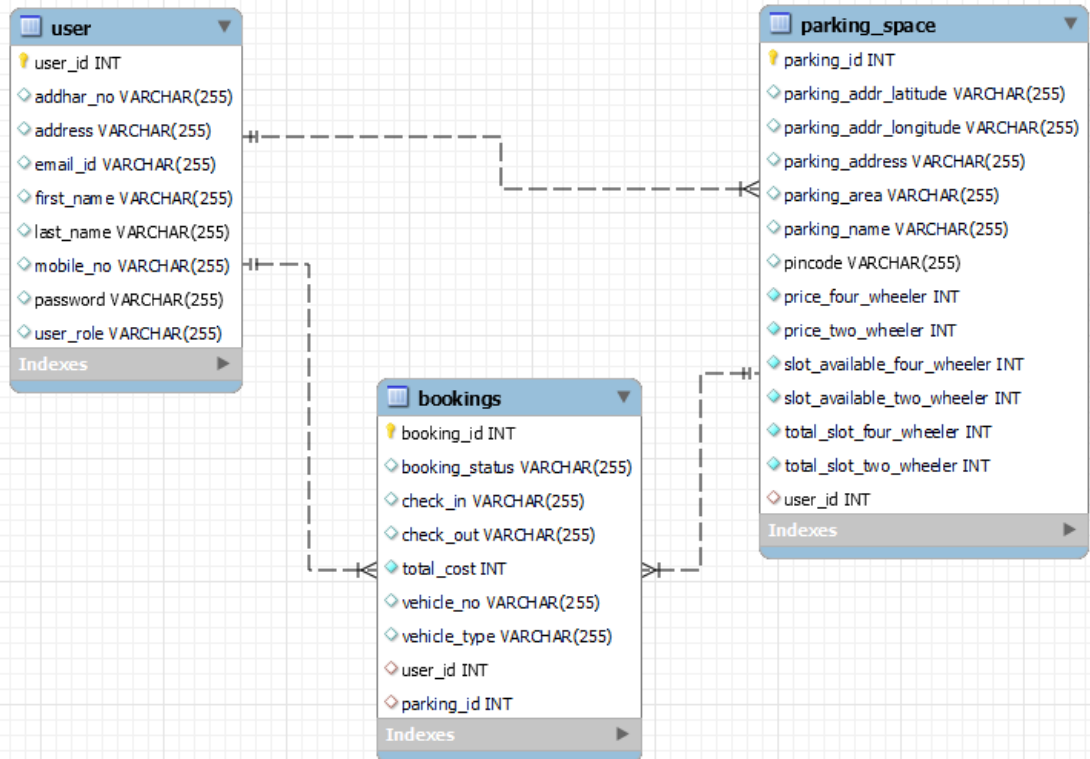 user
user_id INT
addhar_no VARCHAR(255)
address VARCHAR(255)
email_id VARCHAR(255)
first_name VARCHAR(255)
last_name VARCHAR(255)
mobile_no VARCHAR(255)
password VARCHAR(255)
user_role VARCHAR(255)
Indexes
parking_space
parking_id INT
parking_addr_latitude VARCHAR(255)
parking_addr_longitude VARCHAR(255)
parking_address VARCHAR(255)
parking_area VARCHAR(255)
parking_name VARCHAR(255)
pincode VARCHAR(255)
price_four_wheeler INT
price_two_wheeler INT
slot_available_four_wheeler INT
slot_available_two_wheeler INT
total_slot_four_wheeler INT
total_slot_two_wheeler INT
user_id INT
Indexes
bookings
booking_id INT
booking_status VARCHAR(255)
check_in VARCHAR(255)
check_out VARCHAR(255)
total_cost INT
vehicle_no VARCHAR(255)
vehicle_type VARCHAR(255)
user_id INT
parking_id INT
Indexes